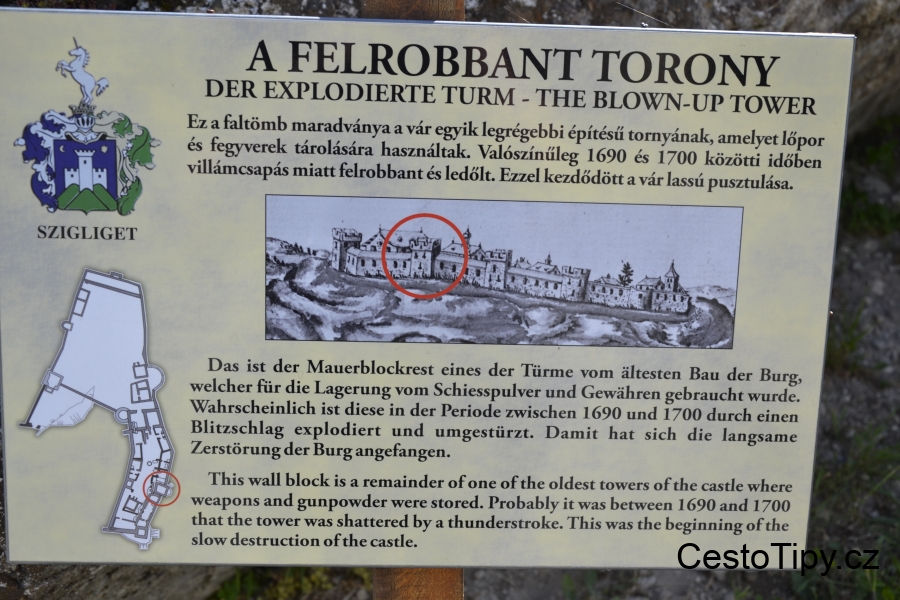 A FELROBBANT TORONY
DER EXPLODIERTE TURM - THE BLOWN-UP TOWER
Ez a faltömb maradványa a vár egyik legrégebbi építésű tornyának, amelyet lőpor
és fegyverek tárolására használtak. Valószínűleg 1690 és 1700 közötti időben
villámcsapás miatt felrobbant és ledőlt. Ezzel kezdődött a vár lassú pusztulása.
SZIGLIGET
Das ist der Mauerblockrest eines der Türme vom ältesten Bau der Burg,
welcher für die Lagerung vom Schiesspulver und Gewähren gebraucht wurde.
Wahrscheinlich ist diese in der Periode zwischen 1690 und 1700 durch einen
Blitzschlag explodiert und umgestürzt. Damit hat sich die langsame
Zerstörung der Burg angefangen.
This wall block is a remainder of one of the oldest towers of the castle where
weapons and gunpowder were stored. Probably it was between 1690 and 1700
that the tower was shattered by a thunderstroke. This was the beginning of the
slow destruction of the castle.
CestoTipy.cz